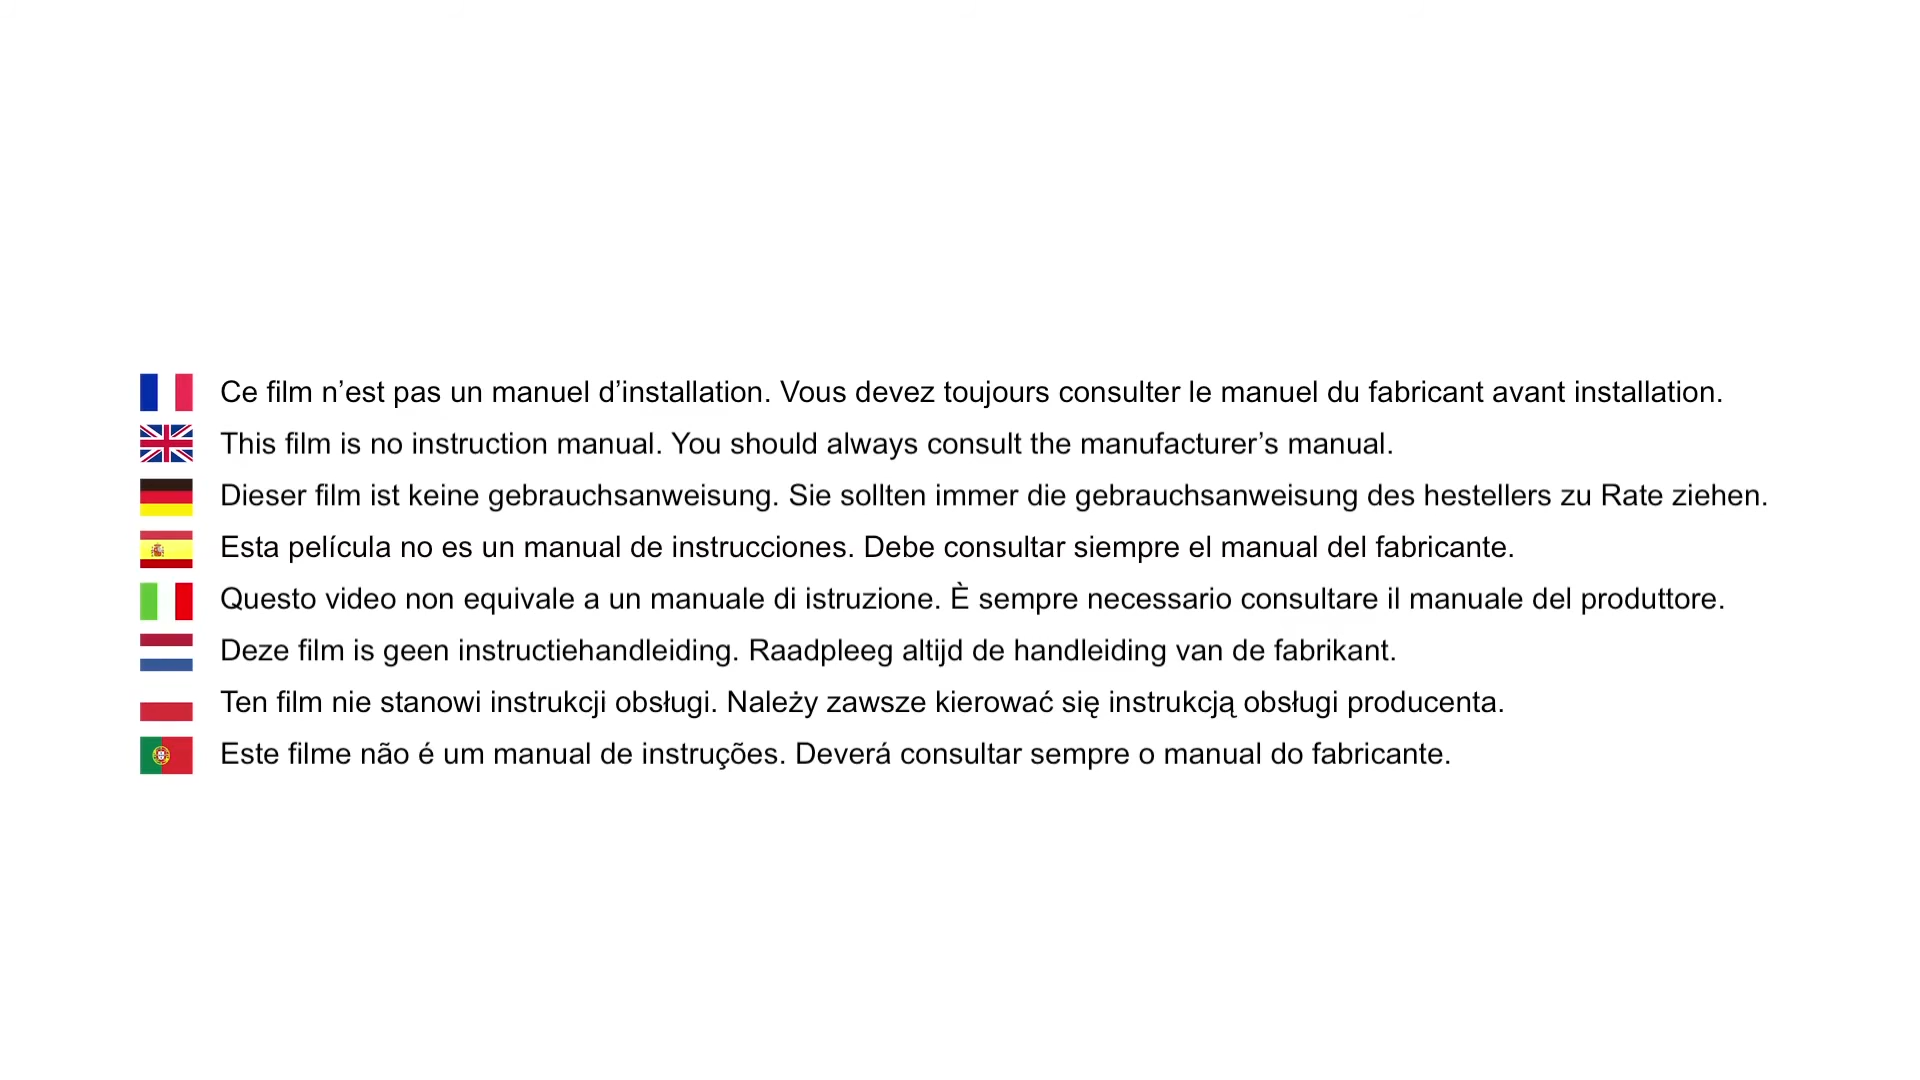 Ce film n’est pas un manuel d’installation. Vous devez toujours consulter le manuel du fabricant avant installation.
This film is no instruction manual. You should always consult the manufacturer’s manual.
Dieser film ist keine gebrauchsanweisung. Sie sollten immer die gebrauchsanweisung des hestellers zu Rate ziehen.
Esta película no es un manual de instrucciones. Debe consultar siempre el manual del fabricante.
Questo video non equivale a un manuale di istruzione. È sempre necessario consultare il manuale del produttore.
Deze film is geen instructiehandleiding. Raadpleeg altijd de handleiding van de fabrikant.
Ten film nie stanowi instrukcji obsługi. Należy zawsze kierować się instrukcją obsługi producenta.
Este filme não é um manual de instruções. Deverá consultar sempre o manual do fabricante.